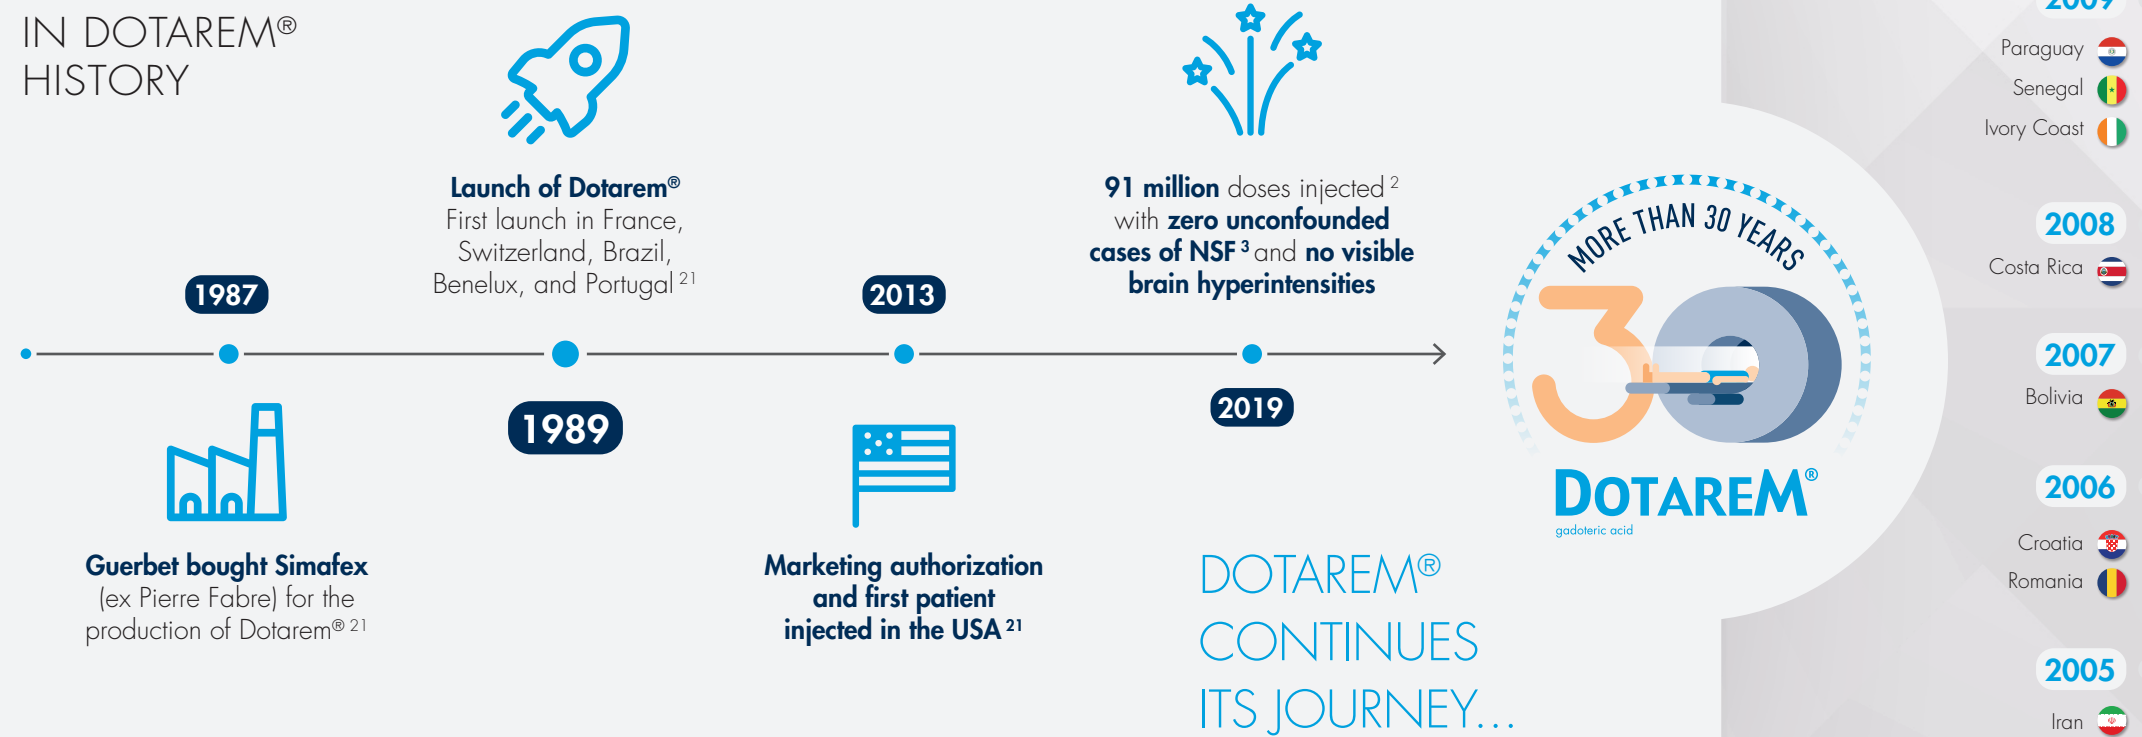 IN DOTAREM®
HISTORY
1987
Guerbet bought Simafex
(ex Pierre Fabre) for the
production of Dotarem® 21
Launch of Dotarem®
First launch in France,
Switzerland, Brazil,
Benelux, and Portugal 21
1989
2013
Marketing authorization
and first patient
injected in the USA 21
91 million doses injected 2
with zero unconfounded
cases of NSF 3 and no visible
brain hyperintensities
2019
MORE THAN 30 YEARS
30
DOTAREM®
gadoteric acid
DOTAREM®
CONTINUES
ITS JOURNEY...
2009
Paraguay
Senegal
Ivory Coast
2008
Costa Rica
2007
Bolivia
2006
Croatia
Romania
2005
Iran